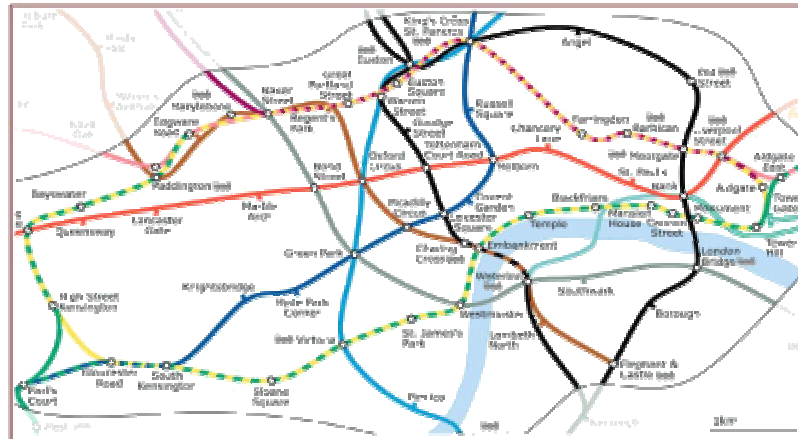 King's Cross
St. Pancras
Angel
Euston
Old
Street
Great
Portland
Street
Euston
Square
Baker
Street
Marylebone
Warren
Street
Edgware
Road
Regent's
Park
Goodge
Street
Russell
Square
Farringdon
Barbican
Liverpool
Street
Chancery
Lane
Moorgate
Tottenham
Court Road
Holborn
St. Paul's
Aldgate
East
Bond
Street
Oxford
Circus
Bank
Aldgate
Paddington
Bayswater
Marble
Arch
Lancaster
Gate
Queensway
Piccadilly
Circus
Covent
Garden
Leicester
Square
Blackfriars
Mansion
House
Cannon
Street
Monument
Temple
Tower
Hill
Green Park
Charing
Cross
Embankment
London
Bridge
Waterloo
Southwark
Knightsbridge
Hyde Park
Corner
High Street
Kensington
Westminster
Borough
St. James's
Park
Lambeth
North
Victoria
Elephant &
Castle
Gloucester
Road
South
Kensington
Sloane
Square
Earl's
Court
Pimlico
1km